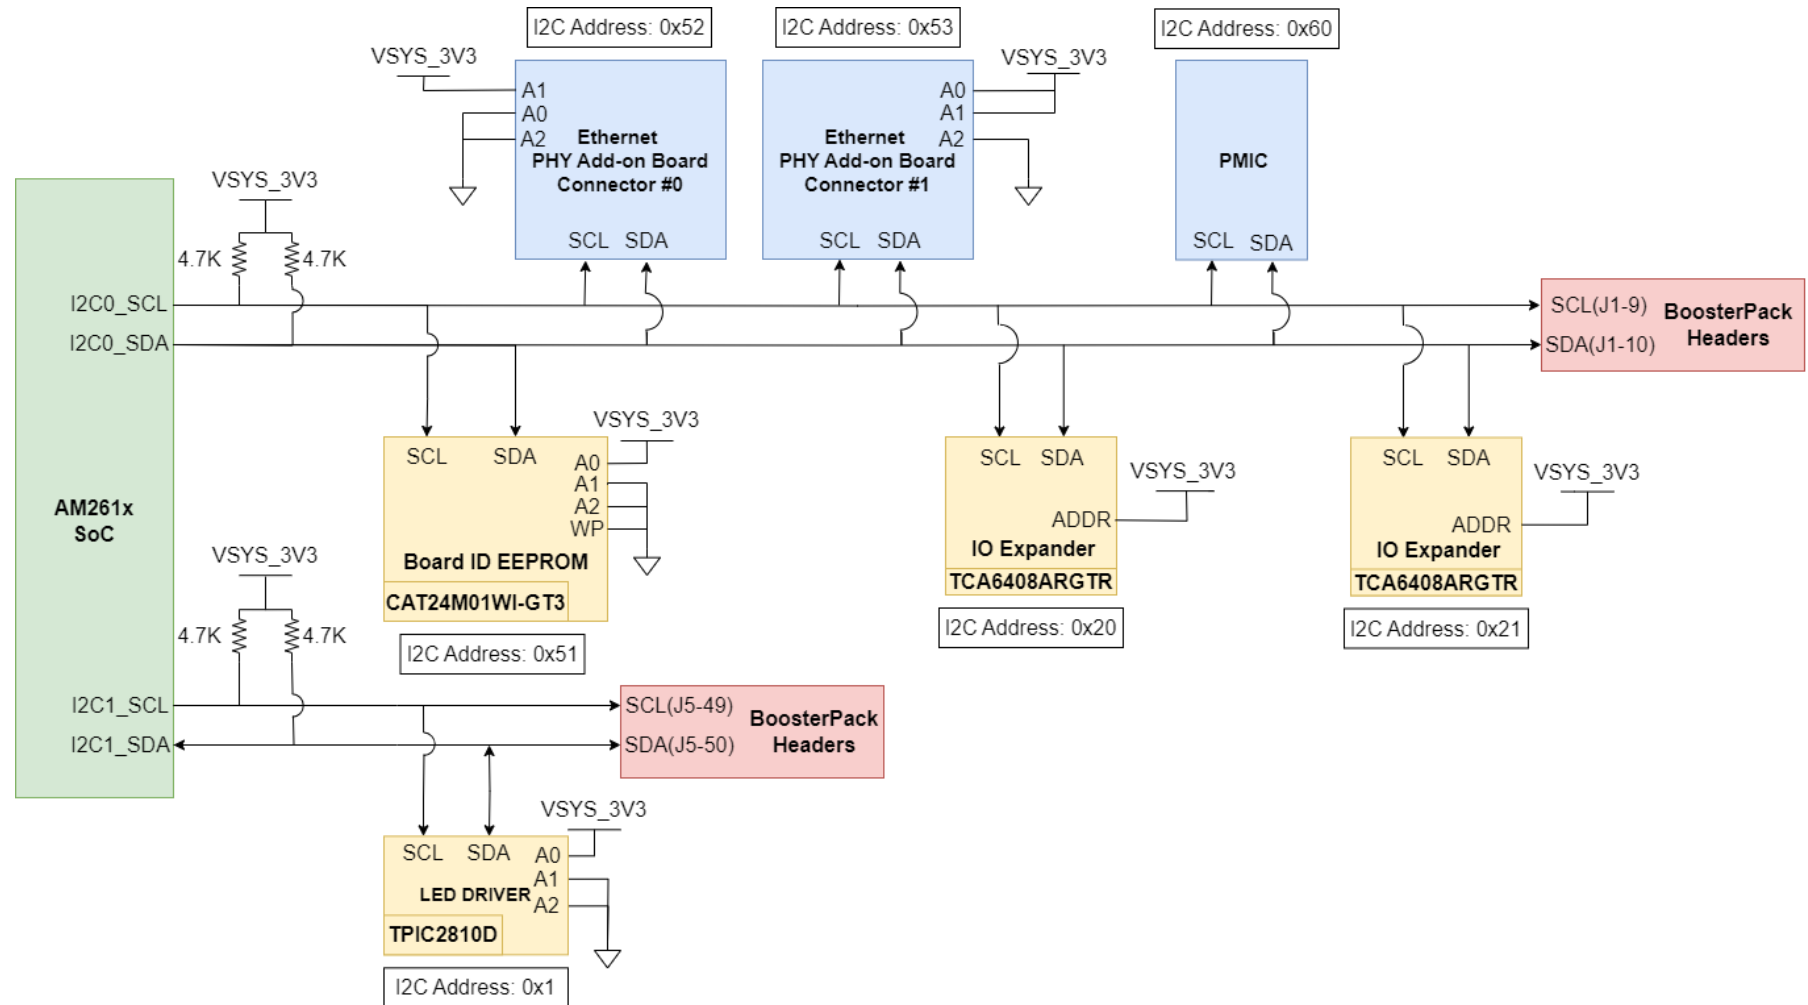 I2C Address: 0x52
I2C Address: 0x53
I2C Address: 0x60
VSYS_3V3
A1
A0
A2
Ethernet
PHY Add-on Board
Connector #0
SCL SDA
VSYS_3V3
A0
A1
A2
Ethernet
PHY Add-on Board
Connector #1
SCL SDA
PMIC
SCL SDA
VSYS_3V3
4.7K
4.7K
I2C0_SCL
I2C0_SDA
SCL(J1-9)
SDA(J1-10)
BoosterPack
Headers
AM261x
SoC
SCL SDA
VSYS_3V3
A0
A1
A2
WP
Board ID EEPROM
CAT24M01WI-GT3
I2C Address: 0x51
SCL SDA
VSYS_3V3
ADDR
IO Expander
TCA6408ARGTR
I2C Address: 0x20
SCL SDA
VSYS_3V3
ADDR
IO Expander
TCA6408ARGTR
I2C Address: 0x21
VSYS_3V3
4.7K
4.7K
I2C1_SCL
I2C1_SDA
SCL(J5-49)
SDA(J5-50)
BoosterPack
Headers
VSYS_3V3
SCL SDA
A0
A1
A2
LED DRIVER
TPIC2810D
I2C Address: 0x1